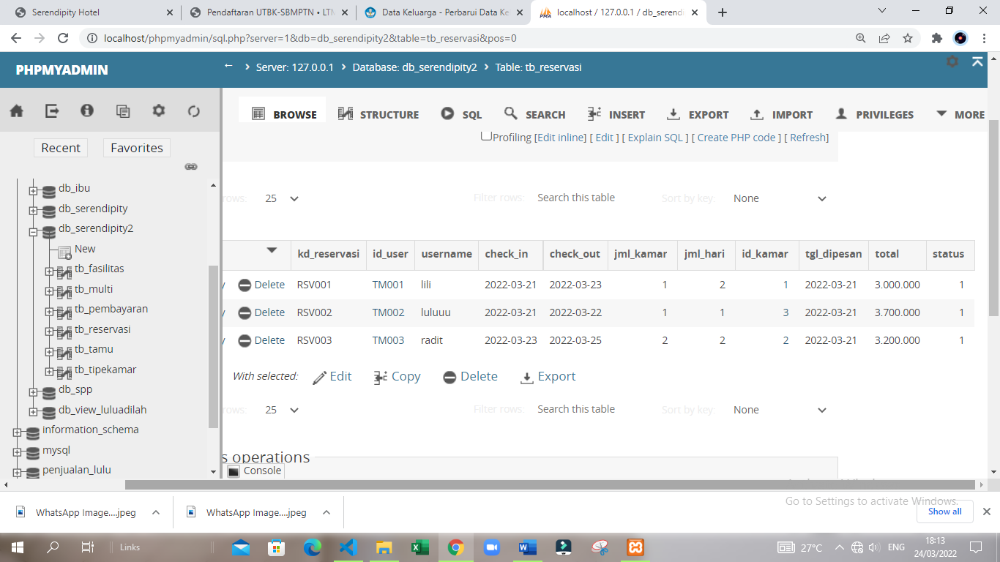 Serendipity Hotel
Pendaftaran UTBK-SBMPTN • LTM
Data Keluarga - Perbarui Data Ke
localhost / 127.0.0.1 / db_serendi
localhost/phpmyadmin/sql.php?server=1&db=db_serendipity2&table=tb_reservasi&pos=0
PHPMYADMIN
Server: 127.0.0.1 Database: db_serendipity2 Table: tb_reservasi
BROWSE STRUCTURE SQL SEARCH INSERT EXPORT IMPORT PRIVILEGES MORE
Profiling [Edit inline] [ Edit ] [ Explain SQL ] [ Create PHP code ] [ Refresh]
Recent Favorites
db_ibu
db_serendipity
db_serendipity2
New
tb_fasilitas
tb_multi
tb_pembayaran
tb_reservasi
tb_tamu
tb_tipekamar
db_spp
db_view_luluadilah
information_schema
mysql
penjualan_lulu
rows: 25 Filter rows: Search this table Sort by key: None
kd_reservasi id_user username check_in check_out jml_kamar jml_hari id_kamar tgl_dipesan total status
y Delete RSV001 TM001 lili 2022-03-21 2022-03-23 1 2 1 2022-03-21 3.000.000 1
y Delete RSV002 TM002 luluuu 2022-03-21 2022-03-22 1 1 3 2022-03-21 3.700.000 1
y Delete RSV003 TM003 radit 2022-03-23 2022-03-25 2 2 2 2022-03-21 3.200.000 1
With selected: Edit Copy Delete Export
rows: 25 Filter rows: Search this table Sort by key: None
s operations
Console
Go to Settings to activate Windows.
WhatsApp Image....jpeg
WhatsApp Image....jpeg
Show all
Links
27°C
ENG
18:13
24/03/2022